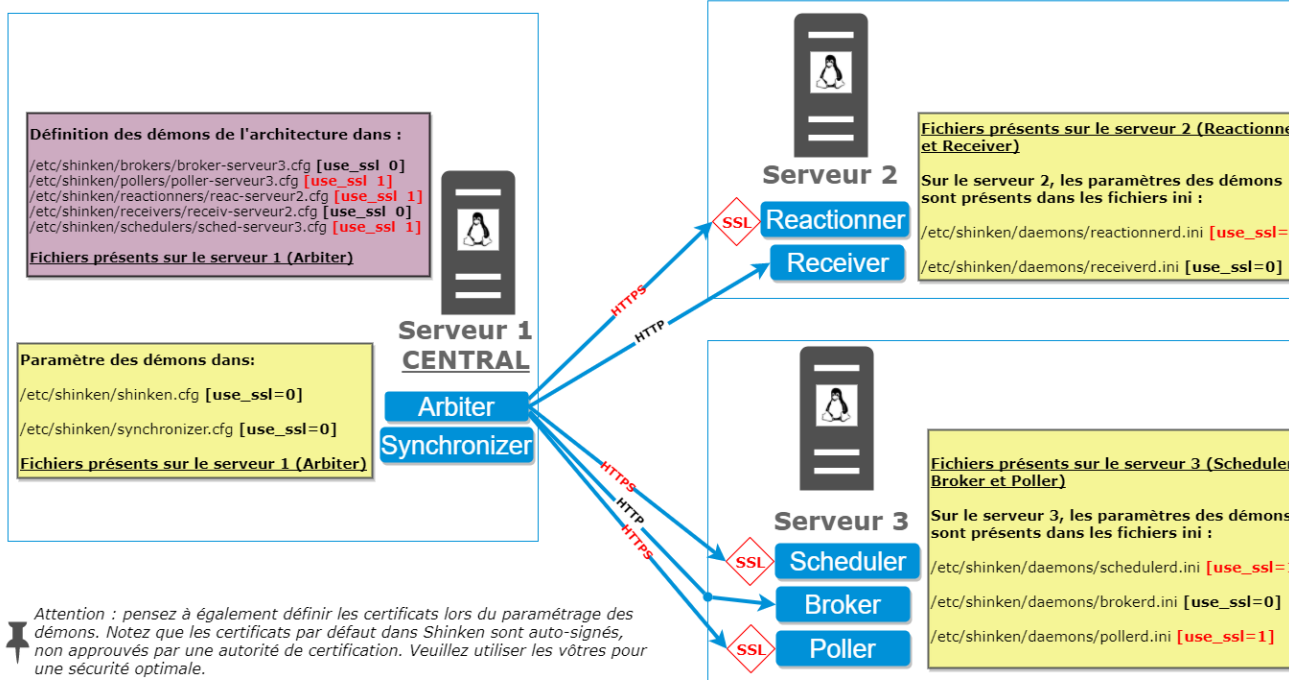 Définition des démons de l'architecture dans :
/etc/shinken/brokers/broker-serveur3.cfg [use_ssl 0]
/etc/shinken/pollers/poller-serveur3.cfg [use_ssl 1]
/etc/shinken/reactionners/reac-serveur2.cfg [use_ssl 1]
/etc/shinken/receivers/receiv-serveur2.cfg [use_ssl 0]
/etc/shinken/schedulers/sched-serveur3.cfg [use_ssl 1]
Fichiers présents sur le serveur 1 (Arbiter)
Serveur 1
CENTRAL
Paramètre des démons dans:
/etc/shinken/shinken.cfg [use_ssl=0]
/etc/shinken/synchronizer.cfg [use_ssl=0]
Fichiers présents sur le serveur 1 (Arbiter)
Arbiter
Synchronizer
HTTPS
HTTP
HTTPS
HTTP
HTTPS
Serveur 2
SSL
Reactionner
Receiver
Fichiers présents sur le serveur 2 (Reactionne
et Receiver)
Sur le serveur 2, les paramètres des démons
sont présents dans les fichiers ini :
/etc/shinken/daemons/reactionnerd.ini [use_ssl=
/etc/shinken/daemons/receiverd.ini [use_ssl=0]
Serveur 3
SSL
Scheduler
Broker
SSL
Poller
Fichiers présents sur le serveur 3 (Scheduler
Broker et Poller)
Sur le serveur 3, les paramètres des démons
sont présents dans les fichiers ini :
/etc/shinken/daemons/schedulerd.ini [use_ssl=1
/etc/shinken/daemons/brokerd.ini [use_ssl=0]
/etc/shinken/daemons/pollerd.ini [use_ssl=1]
Attention : pensez à également définir les certificats lors du paramétrage des
démons. Notez que les certificats par défaut dans Shinken sont auto-signés,
non approuvés par une autorité de certification. Veuillez utiliser les vôtres pour
une sécurité optimale.